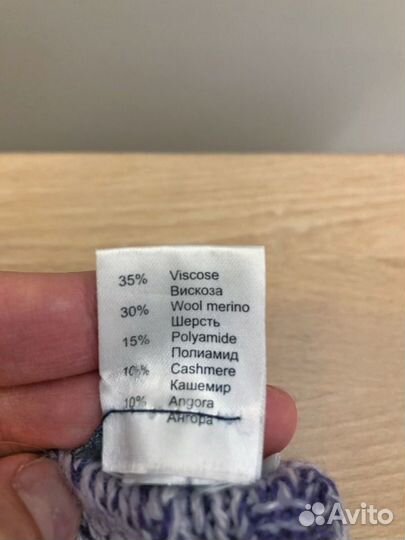 35% Viscose
Вискоза
30% Wool merino
Шерсть
15% Polyamide
Полиамид
10% Cashmere
Кашемир
10% Angora
Ангора
Avito